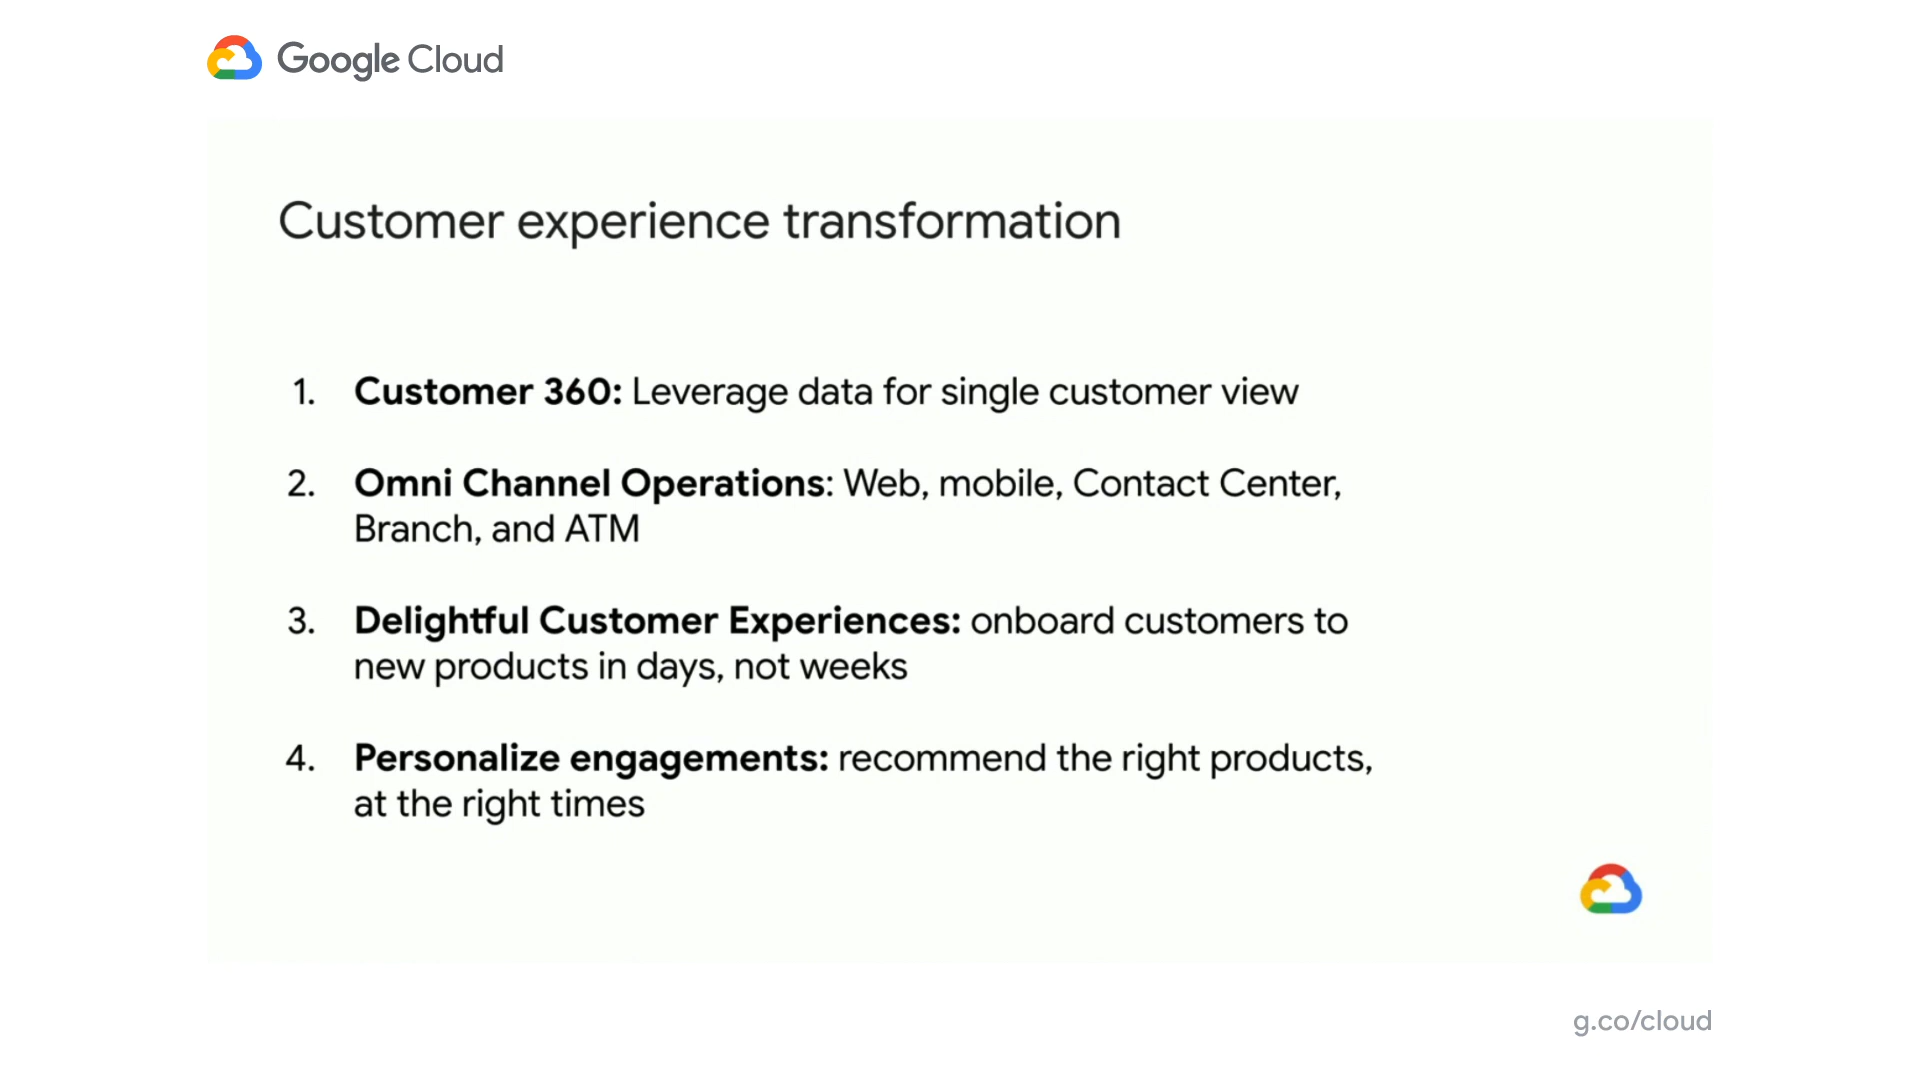 Google Cloud
Customer experience transformation
1. Customer 360: Leverage data for single customer view
2. Omni Channel Operations: Web, mobile, Contact Center,
Branch, and ATM
3. Delightful Customer Experiences: onboard customers to
new products in days, not weeks
4. Personalize engagements: recommend the right products,
at the right times
g.co/cloud